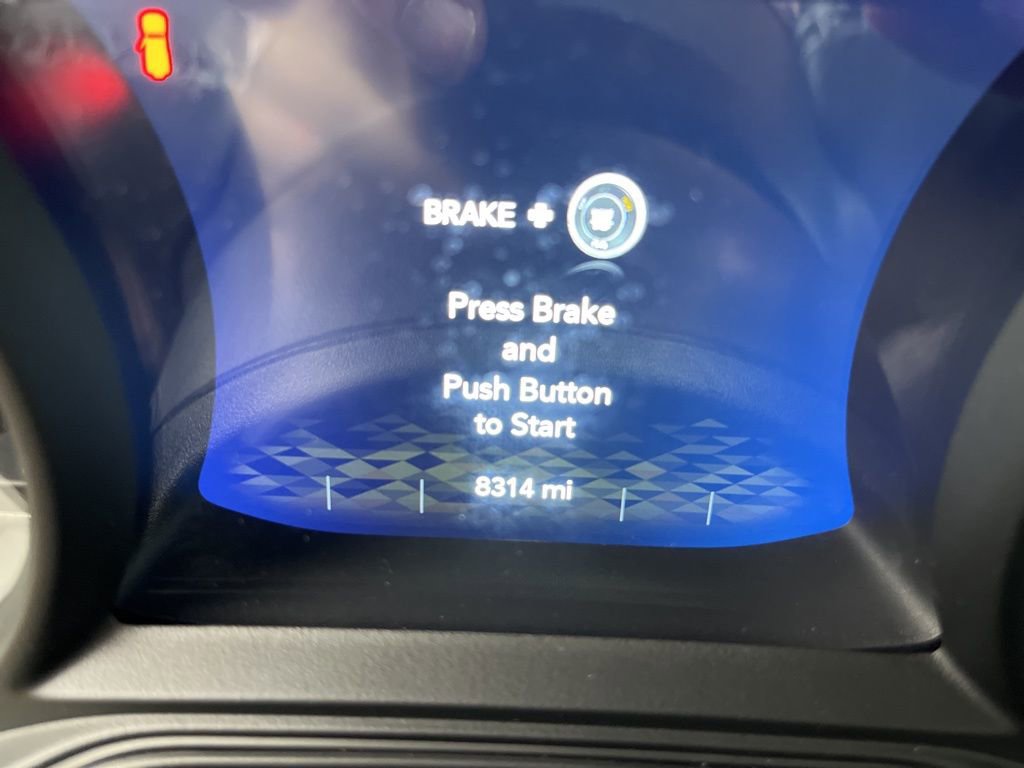 BRAKE +
Press Brake
and
Push Button
to Start
8314 mi